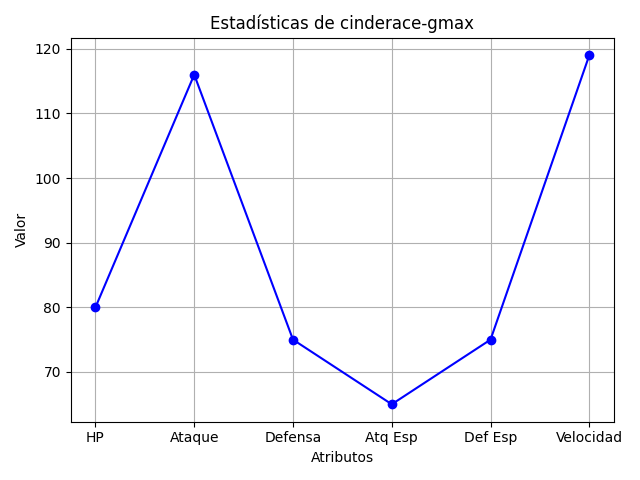 Estadísticas de cinderace-gmax
Valor
120
110
100
90
80
70
HP Ataque Defensa Atq Esp Def Esp Velocidad
Atributos